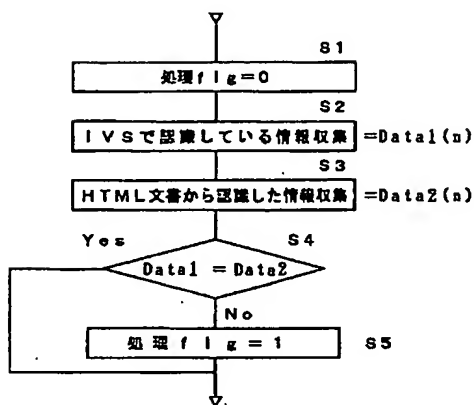 S1
処理flg=0
S2
IVSで認識している情報収集 =Data1(n)
S3
HTML文書から認識した情報収集 =Data2(n)
Yes S4
Data1 = Data2
No
処理flg = 1 S5